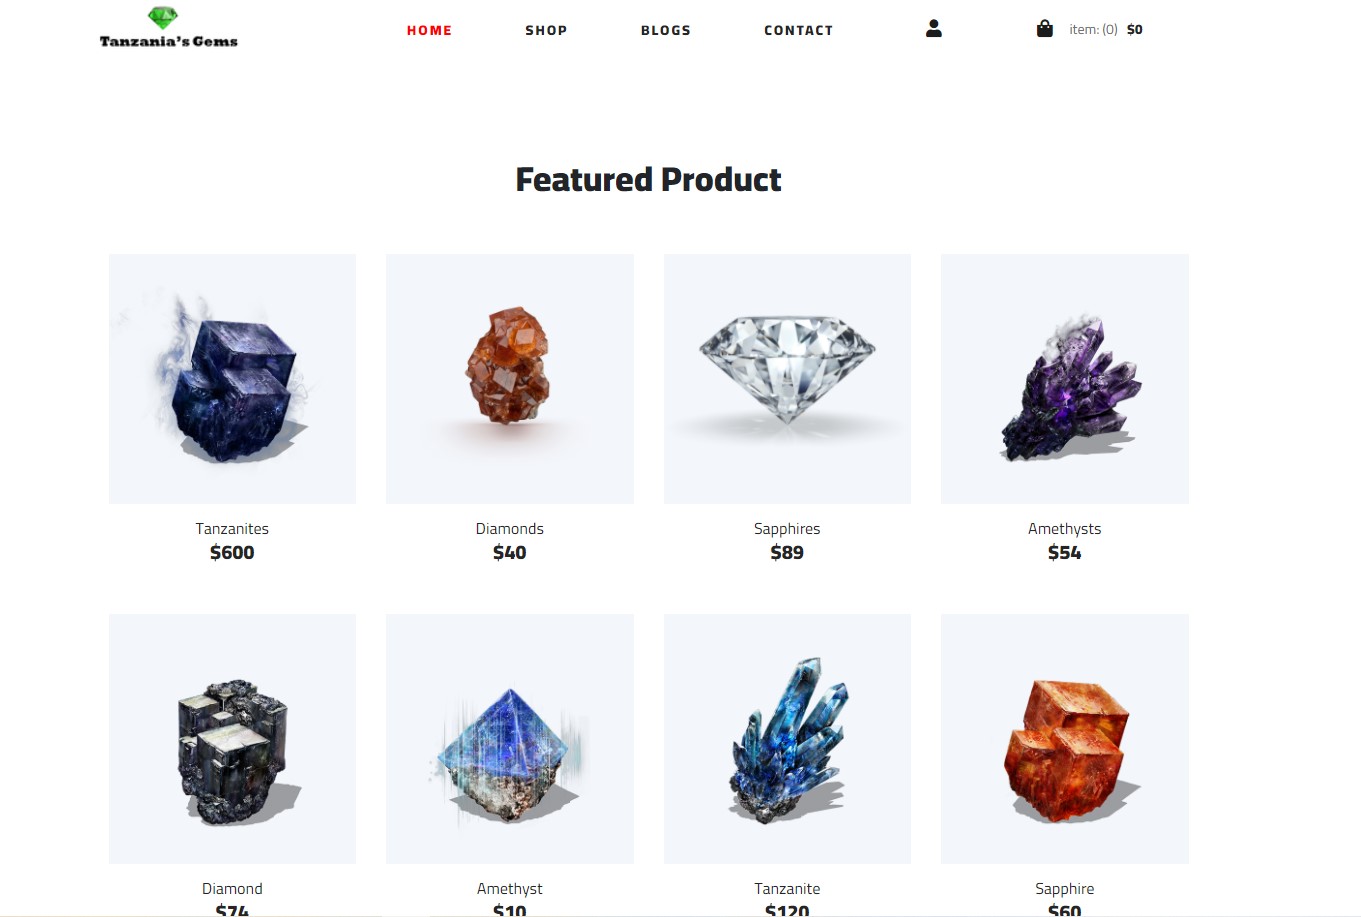 Tanzania's Gems
HOME SHOP BLOGS CONTACT item: (0) $0
Featured Product
Tanzanites Diamonds Sapphires Amethysts
$600 $40 $89 $54
Diamond Amethyst Tanzanite Sapphire
$74 $10 $120 $60